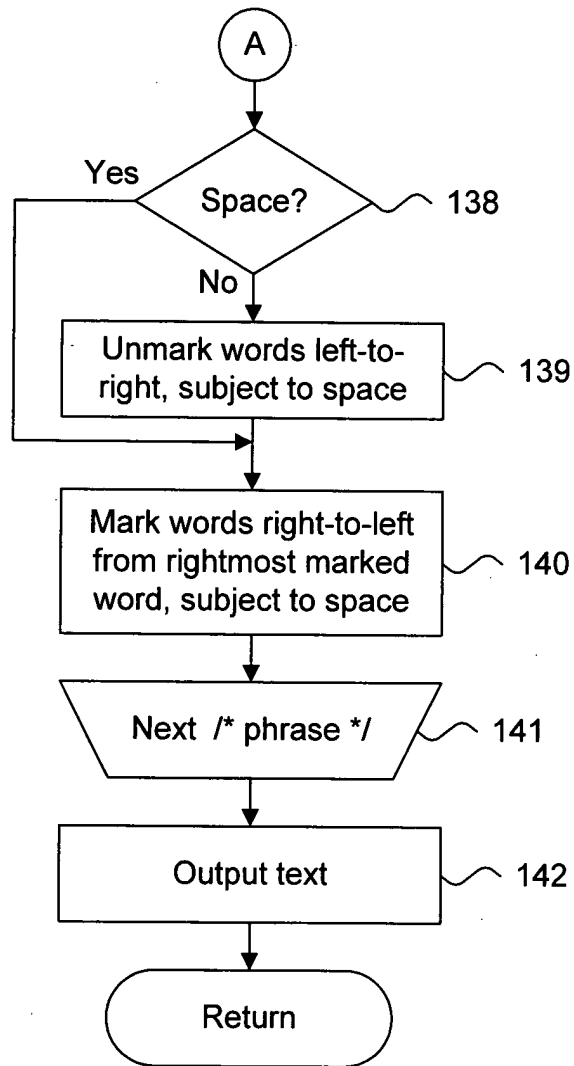 A
Yes
Space?
138
No
Unmark words left-to-
right, subject to space
139
Mark words right-to-left
from rightmost marked
word, subject to space
140
Next /* phrase */
141
Output text
142
Return